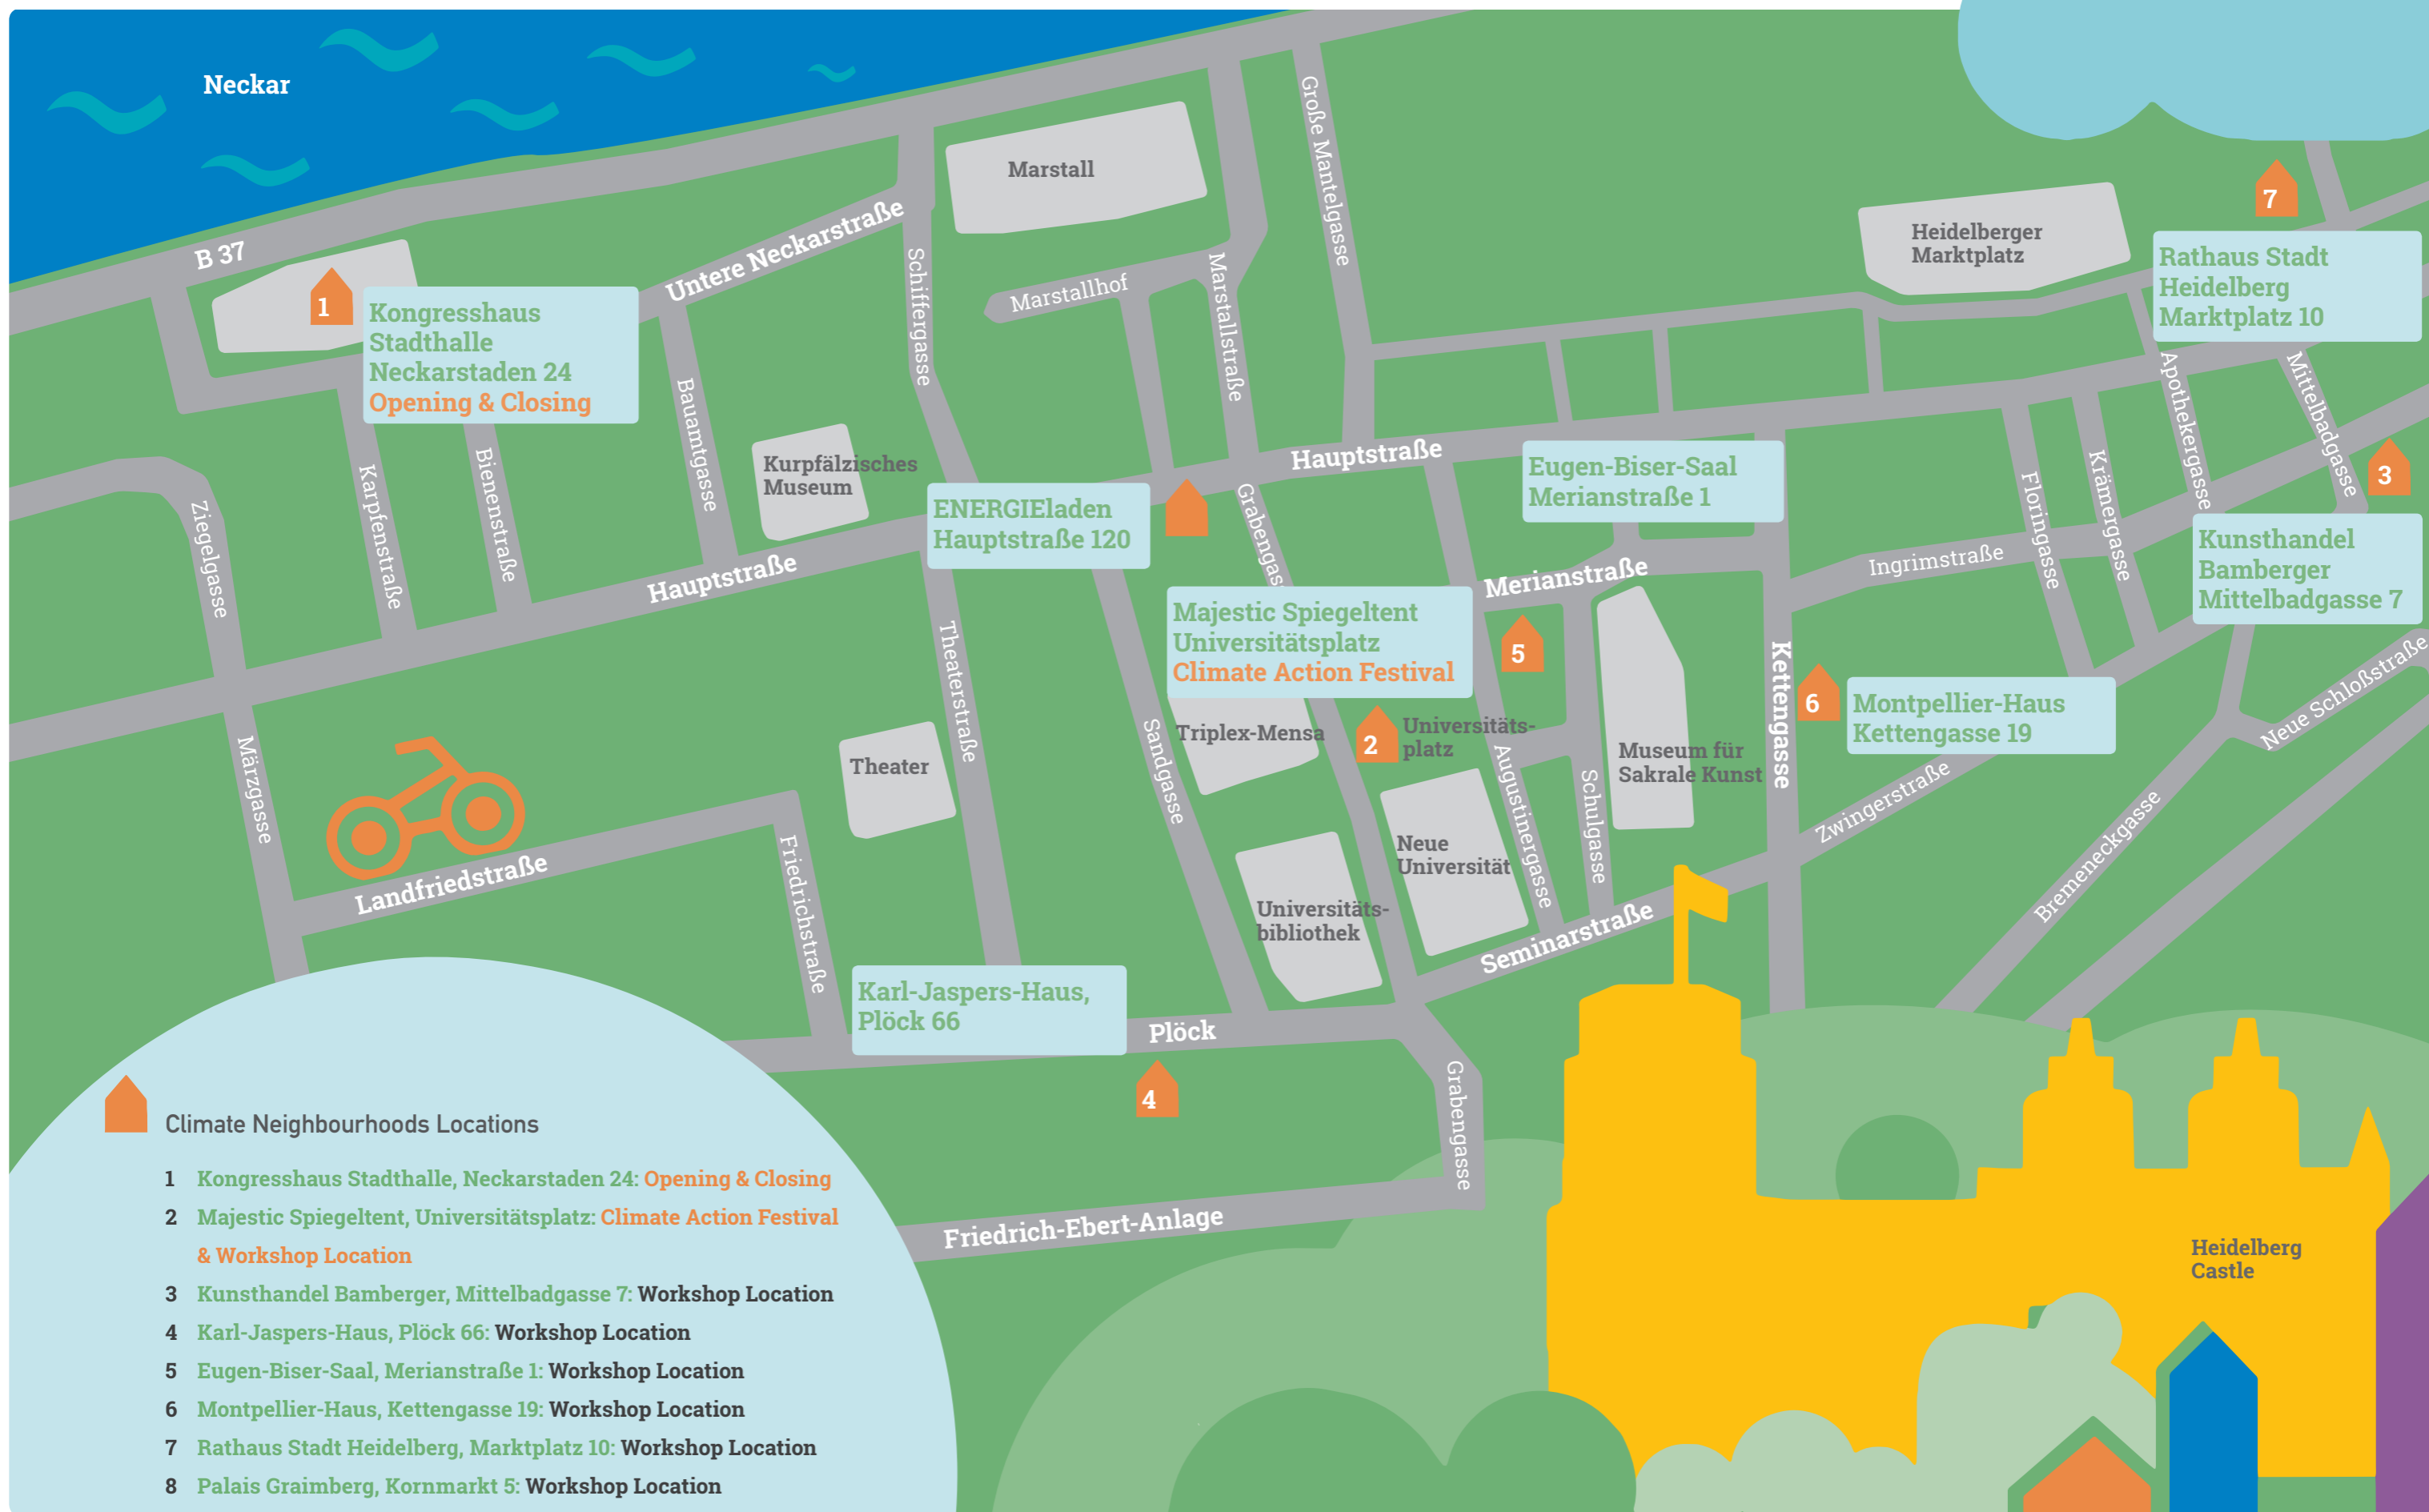 Neckar
B 37
Marstall
Große Mantelgasse
Untere Neckarstraße
Schiffergasse
Marstallhof
Marstallstraße
Heidelberger
Marktplatz
7
Rathaus Stadt
Heidelberg
Marktplatz 10
1
Kongresshaus
Stadthalle
Neckarstaden 24
Opening & Closing
Bauamtgasse
Karpfenstraße
Bienenstraße
Ziegelgasse
Kurpfälzisches
Museum
Hauptstraße
ENERGIEladen
Hauptstraße 120
Hauptstraße
Eugen-Biser-Saal
Merianstraße 1
Apothekergasse
Mittelbadgasse
3
Floringasse
Krämergasse
Kunsthandel
Bamberger
Mittelbadgasse 7
Ingrimstraße
Merianstraße
Majestic Spiegeltent
Universitätsplatz
Climate Action Festival
5
Kettengasse
6
Montpellier-Haus
Kettengasse 19
Neue Schloßstraße
Theaterstraße
Märzgasse
Theater
Sandgasse
Triplex-Mensa
2
Universitäts-
platz
Augustinergasse
Schulgasse
Museum für
Sakrale Kunst
Zwingerstraße
Bremeneckgasse
Landfriedstraße
Friedrichstraße
Neue
Universität
Universitäts-
bibliothek
Seminarstraße
Karl-Jaspers-Haus,
Plöck 66
Plöck
4
Grabengasse
Friedrich-Ebert-Anlage
Heidelberg
Castle
Climate Neighbourhoods Locations
1 Kongresshaus Stadthalle, Neckarstaden 24: Opening & Closing
2 Majestic Spiegeltent, Universitätsplatz: Climate Action Festival
& Workshop Location
3 Kunsthandel Bamberger, Mittelbadgasse 7: Workshop Location
4 Karl-Jaspers-Haus, Plöck 66: Workshop Location
5 Eugen-Biser-Saal, Merianstraße 1: Workshop Location
6 Montpellier-Haus, Kettengasse 19: Workshop Location
7 Rathaus Stadt Heidelberg, Marktplatz 10: Workshop Location
8 Palais Graimberg, Kornmarkt 5: Workshop Location